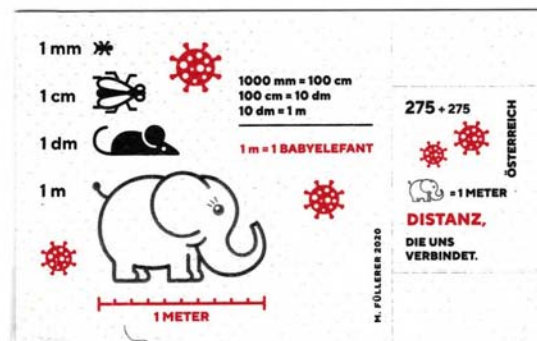 1 mm
1 cm
1 dm
1 m
1000 mm = 100 cm
100 cm = 10 dm
10 dm = 1 m
1 m = 1 BABYELEFANT
1 METER
M. FÜLLERER 2020
275 + 275
ÖSTERREICH
= 1 METER
DISTANZ,
DIE UNS
VERBINDET.